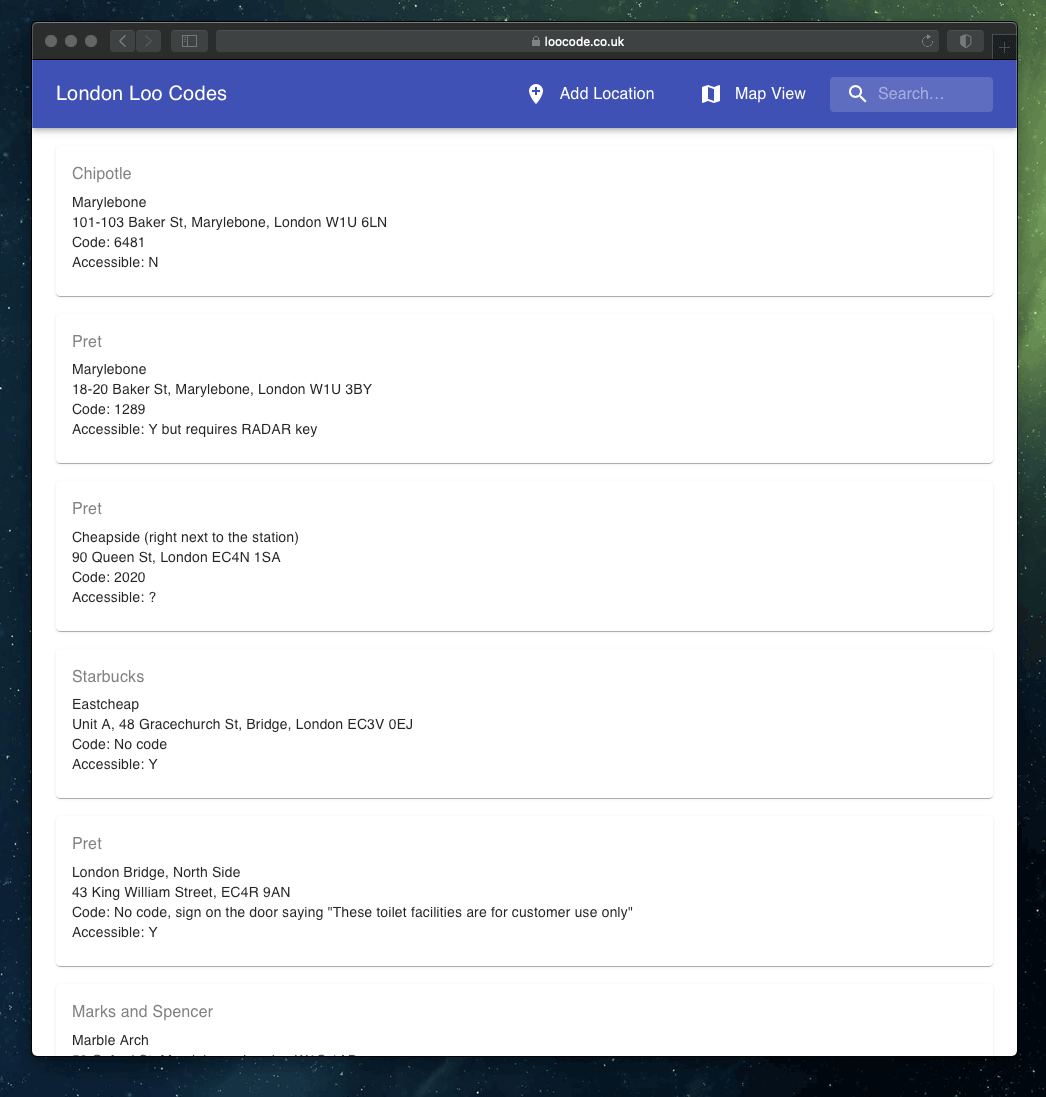 loocode.co.uk
London Loo Codes
Add Location
Map View
Search...
Chipotle
Marylebone
101-103 Baker St, Marylebone, London W1U 6LN
Code: 6481
Accessible: N
Pret
Marylebone
18-20 Baker St, Marylebone, London W1U 3BY
Code: 1289
Accessible: Y but requires RADAR key
Pret
Cheapside (right next to the station)
90 Queen St, London EC4N 1SA
Code: 2020
Accessible: ?
Starbucks
Eastcheap
Unit A, 48 Gracechurch St, Bridge, London EC3V 0EJ
Code: No code
Accessible: Y
Pret
London Bridge, North Side
43 King William Street, EC4R 9AN
Code: No code, sign on the door saying "These toilet facilities are for customer use only"
Accessible: Y
Marks and Spencer
Marble Arch